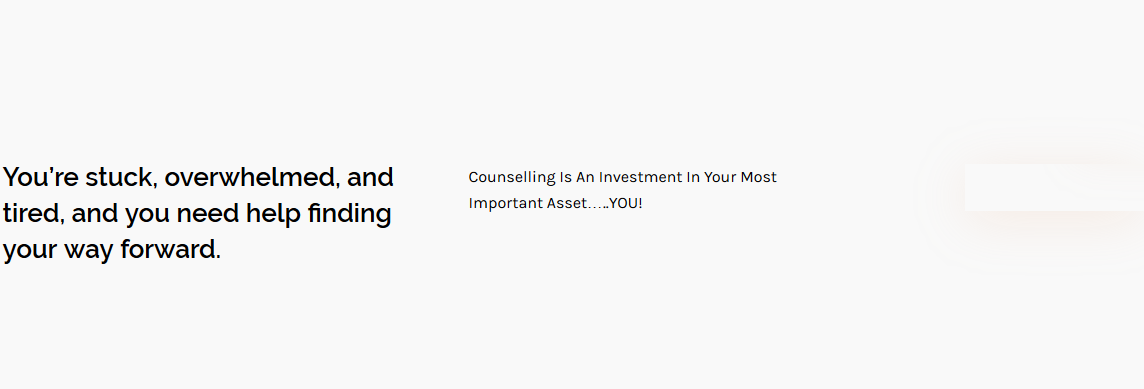 You’re stuck, overwhelmed, and
tired, and you need help finding
your way forward.
Counselling Is An Investment In Your Most
Important Asset…..YOU!